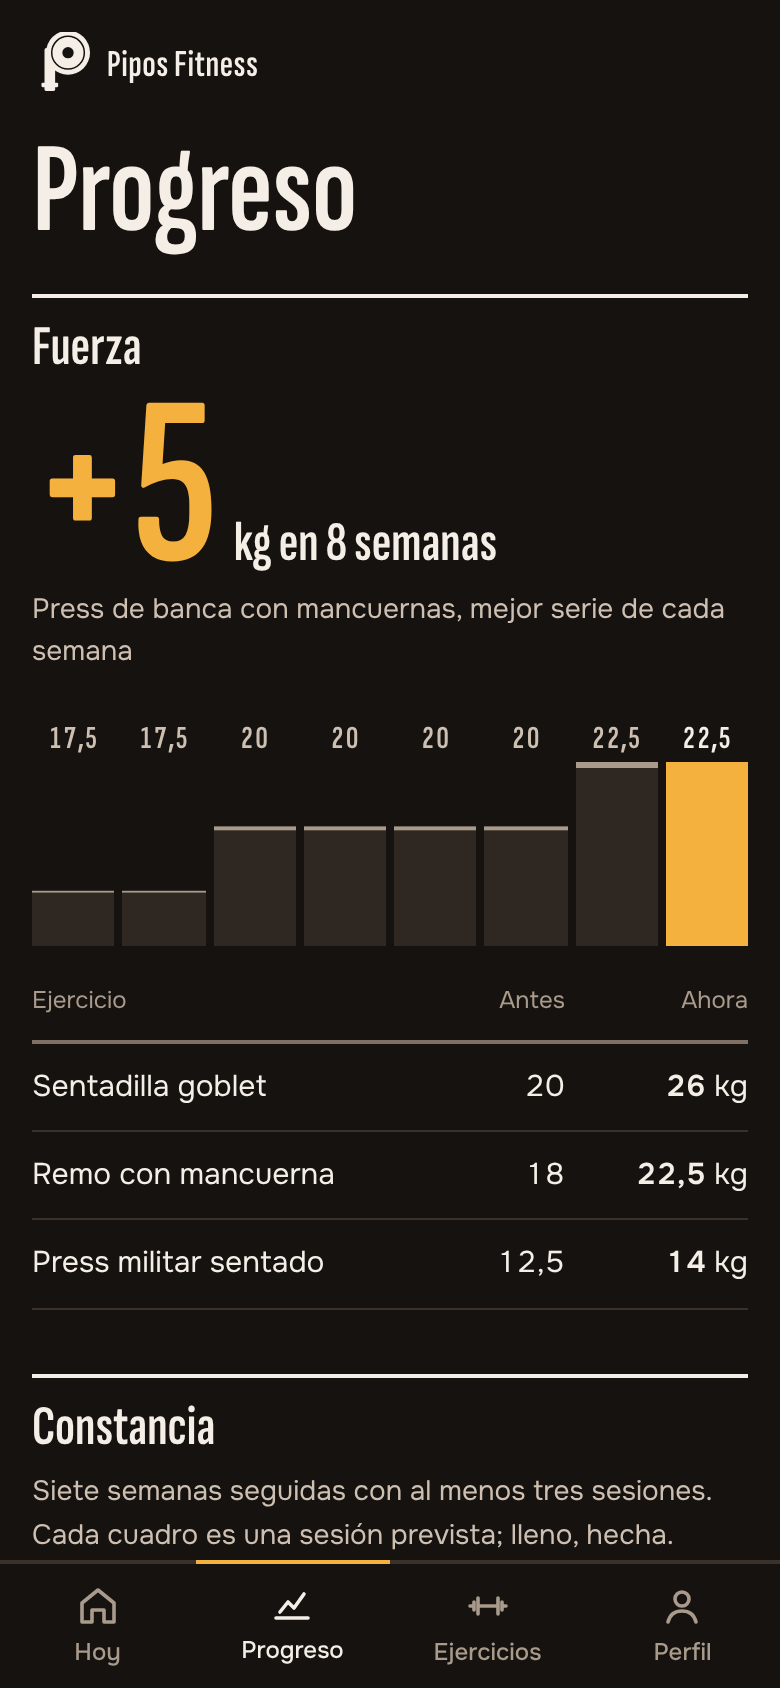 Pipos Fitness
Progreso
Fuerza
+5 kg en 8 semanas
Press de banca con mancuernas, mejor serie de cada
semana
17,5 17,5 20 20 20 20 22,5 22,5
Ejercicio Antes Ahora
Sentadilla goblet 20 26 kg
Remo con mancuerna 18 22,5 kg
Press militar sentado 12,5 14 kg
Constancia
Siete semanas seguidas con al menos tres sesiones.
Cada cuadro es una sesión prevista; lleno, hecha.
Hoy Progreso Ejercicios Perfil